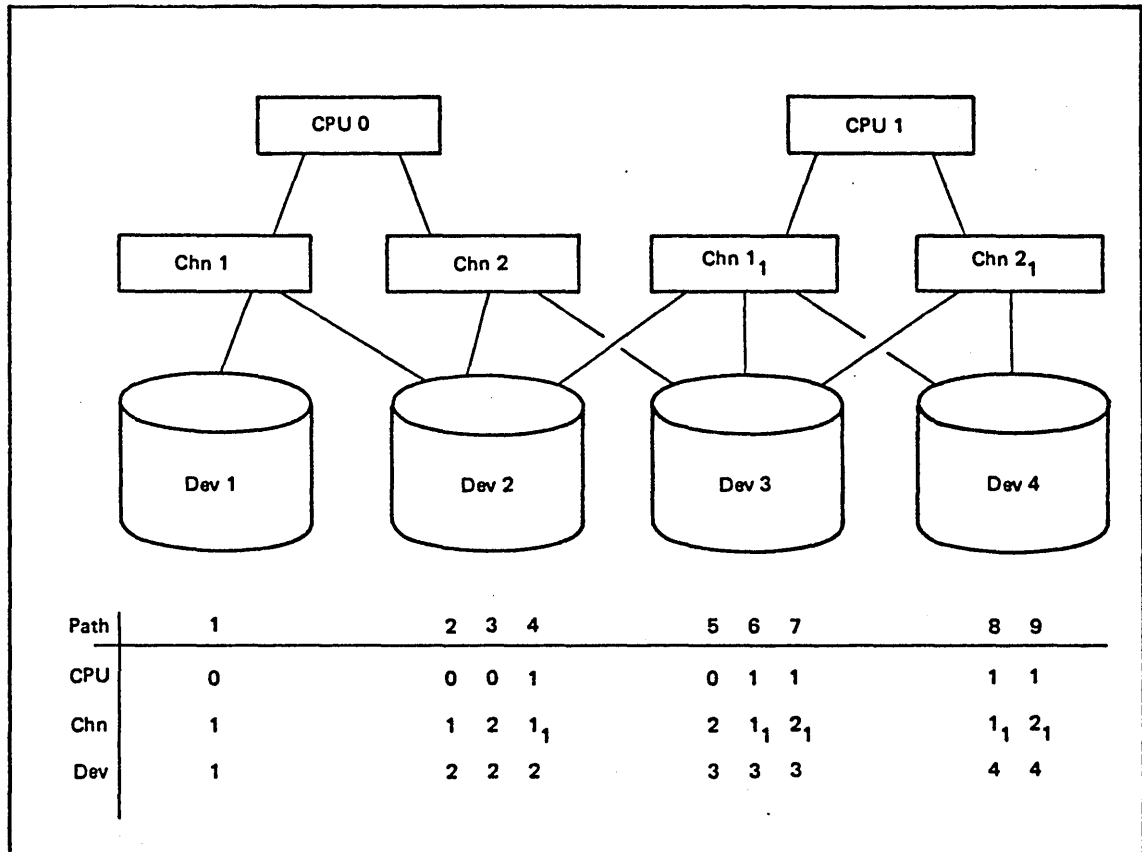 CPU 0 CPU 1
Chn 1 Chn 2 Chn 1₁ Chn 2₁
Dev 1 Dev 2 Dev 3 Dev 4
Path 1 2 3 4 5 6 7 8 9
CPU 0 0 0 1 0 1 1 1 1
Chn 1 1 2 1₁ 2 1₁ 2₁ 1₁ 2₁
Dev 1 2 2 2 3 3 3 4 4